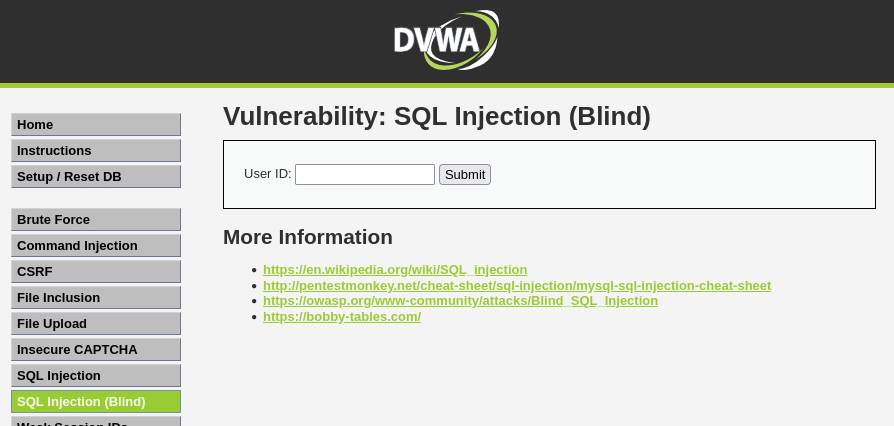 DVWA
Home
Instructions
Setup / Reset DB
Brute Force
Command Injection
CSRF
File Inclusion
File Upload
Insecure CAPTCHA
SQL Injection
SQL Injection (Blind)
Weak Session IDs
Vulnerability: SQL Injection (Blind)
User ID: Submit
More Information
https://en.wikipedia.org/wiki/SQL_injection
http://pentestmonkey.net/cheat-sheet/sql-injection/mysql-sql-injection-cheat-sheet
https://owasp.org/www-community/attacks/Blind_SQL_Injection
https://bobby-tables.com/